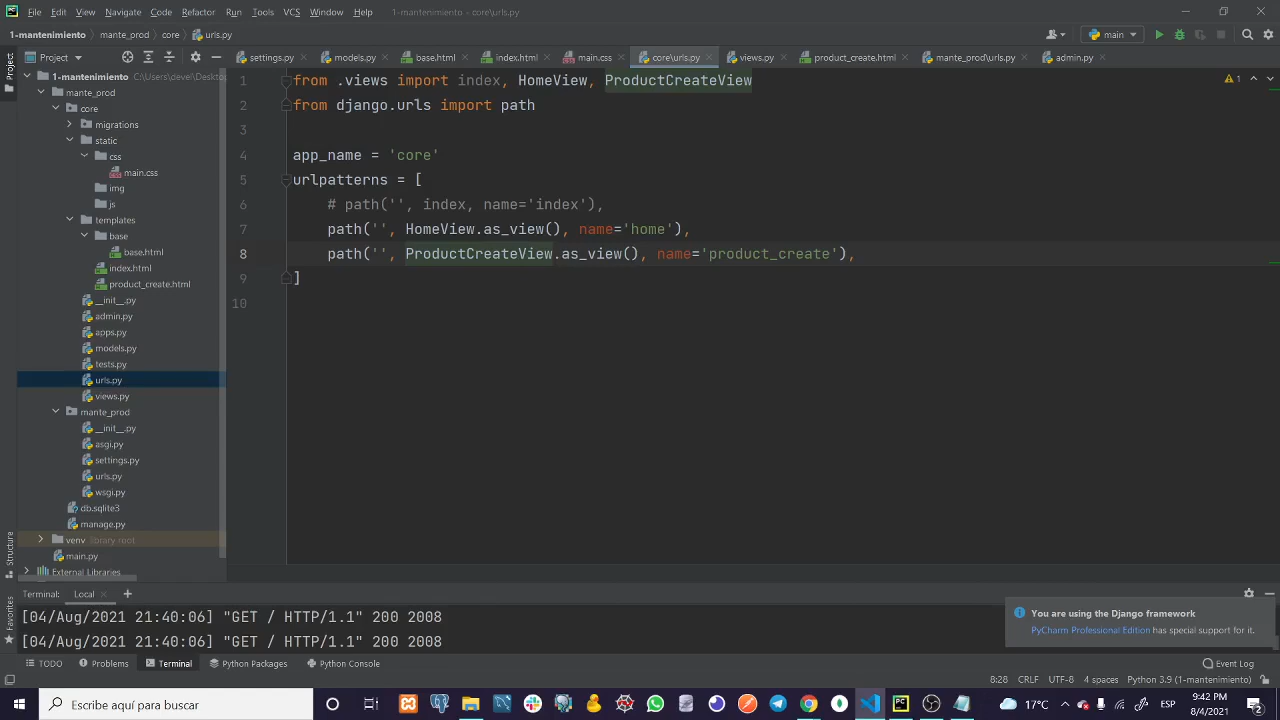 File Edit View Navigate Code Refactor Run Tools VCS Window Help 1-mantenimiento - core\urls.py
1-mantenimiento mante_prod core urls.py main
Project settings.py models.py base.html index.html main.css core\urls.py views.py product_create.html mante_prod\urls.py admin.py
Project
1-mantenimiento C:\Users\devel\Deskto
mante_prod
core
migrations
static
css
main.css
img
js
templates
base
base.html
index.html
product_create.html
__init__.py
admin.py
apps.py
models.py
tests.py
urls.py
views.py
mante_prod
__init__.py
asgi.py
settings.py
urls.py
wsgi.py
db.sqlite3
manage.py
venv library root
main.py
External Libraries
1 from .views import index, HomeView, ProductCreateView
2 from django.urls import path
3
4 app_name = 'core'
5 urlpatterns = [
6 # path('', index, name='index'),
7 path('', HomeView.as_view(), name='home'),
8 path('', ProductCreateView.as_view(), name='product_create'),
9 ]
10
1
Structure
Favorites
Terminal: Local
[04/Aug/2021 21:40:06] "GET / HTTP/1.1" 200 2008
[04/Aug/2021 21:40:06] "GET / HTTP/1.1" 200 2008
You are using the Django framework
PyCharm Professional Edition has special support for it.
TODO Problems Terminal Python Packages Python Console Event Log
8:28 CRLF UTF-8 4 spaces Python 3.9 (1-mantenimiento)
Escribe aquí para buscar 17°C ESP 9:42 PM
8/4/2021